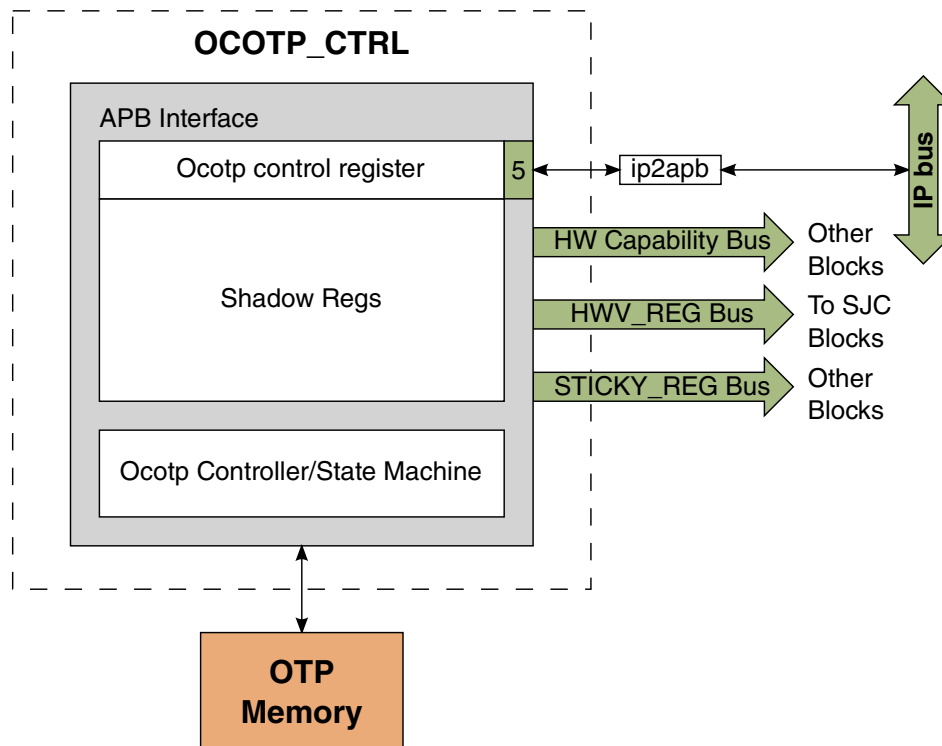 OCOTP_CTRL
APB Interface
Ocotp control register
5
ip2apb
IP bus
Shadow Regs
HW Capability Bus
Other
Blocks
HWV_REG Bus
To SJC
Blocks
STICKY_REG Bus
Other
Blocks
Ocotp Controller/State Machine
OTP
Memory